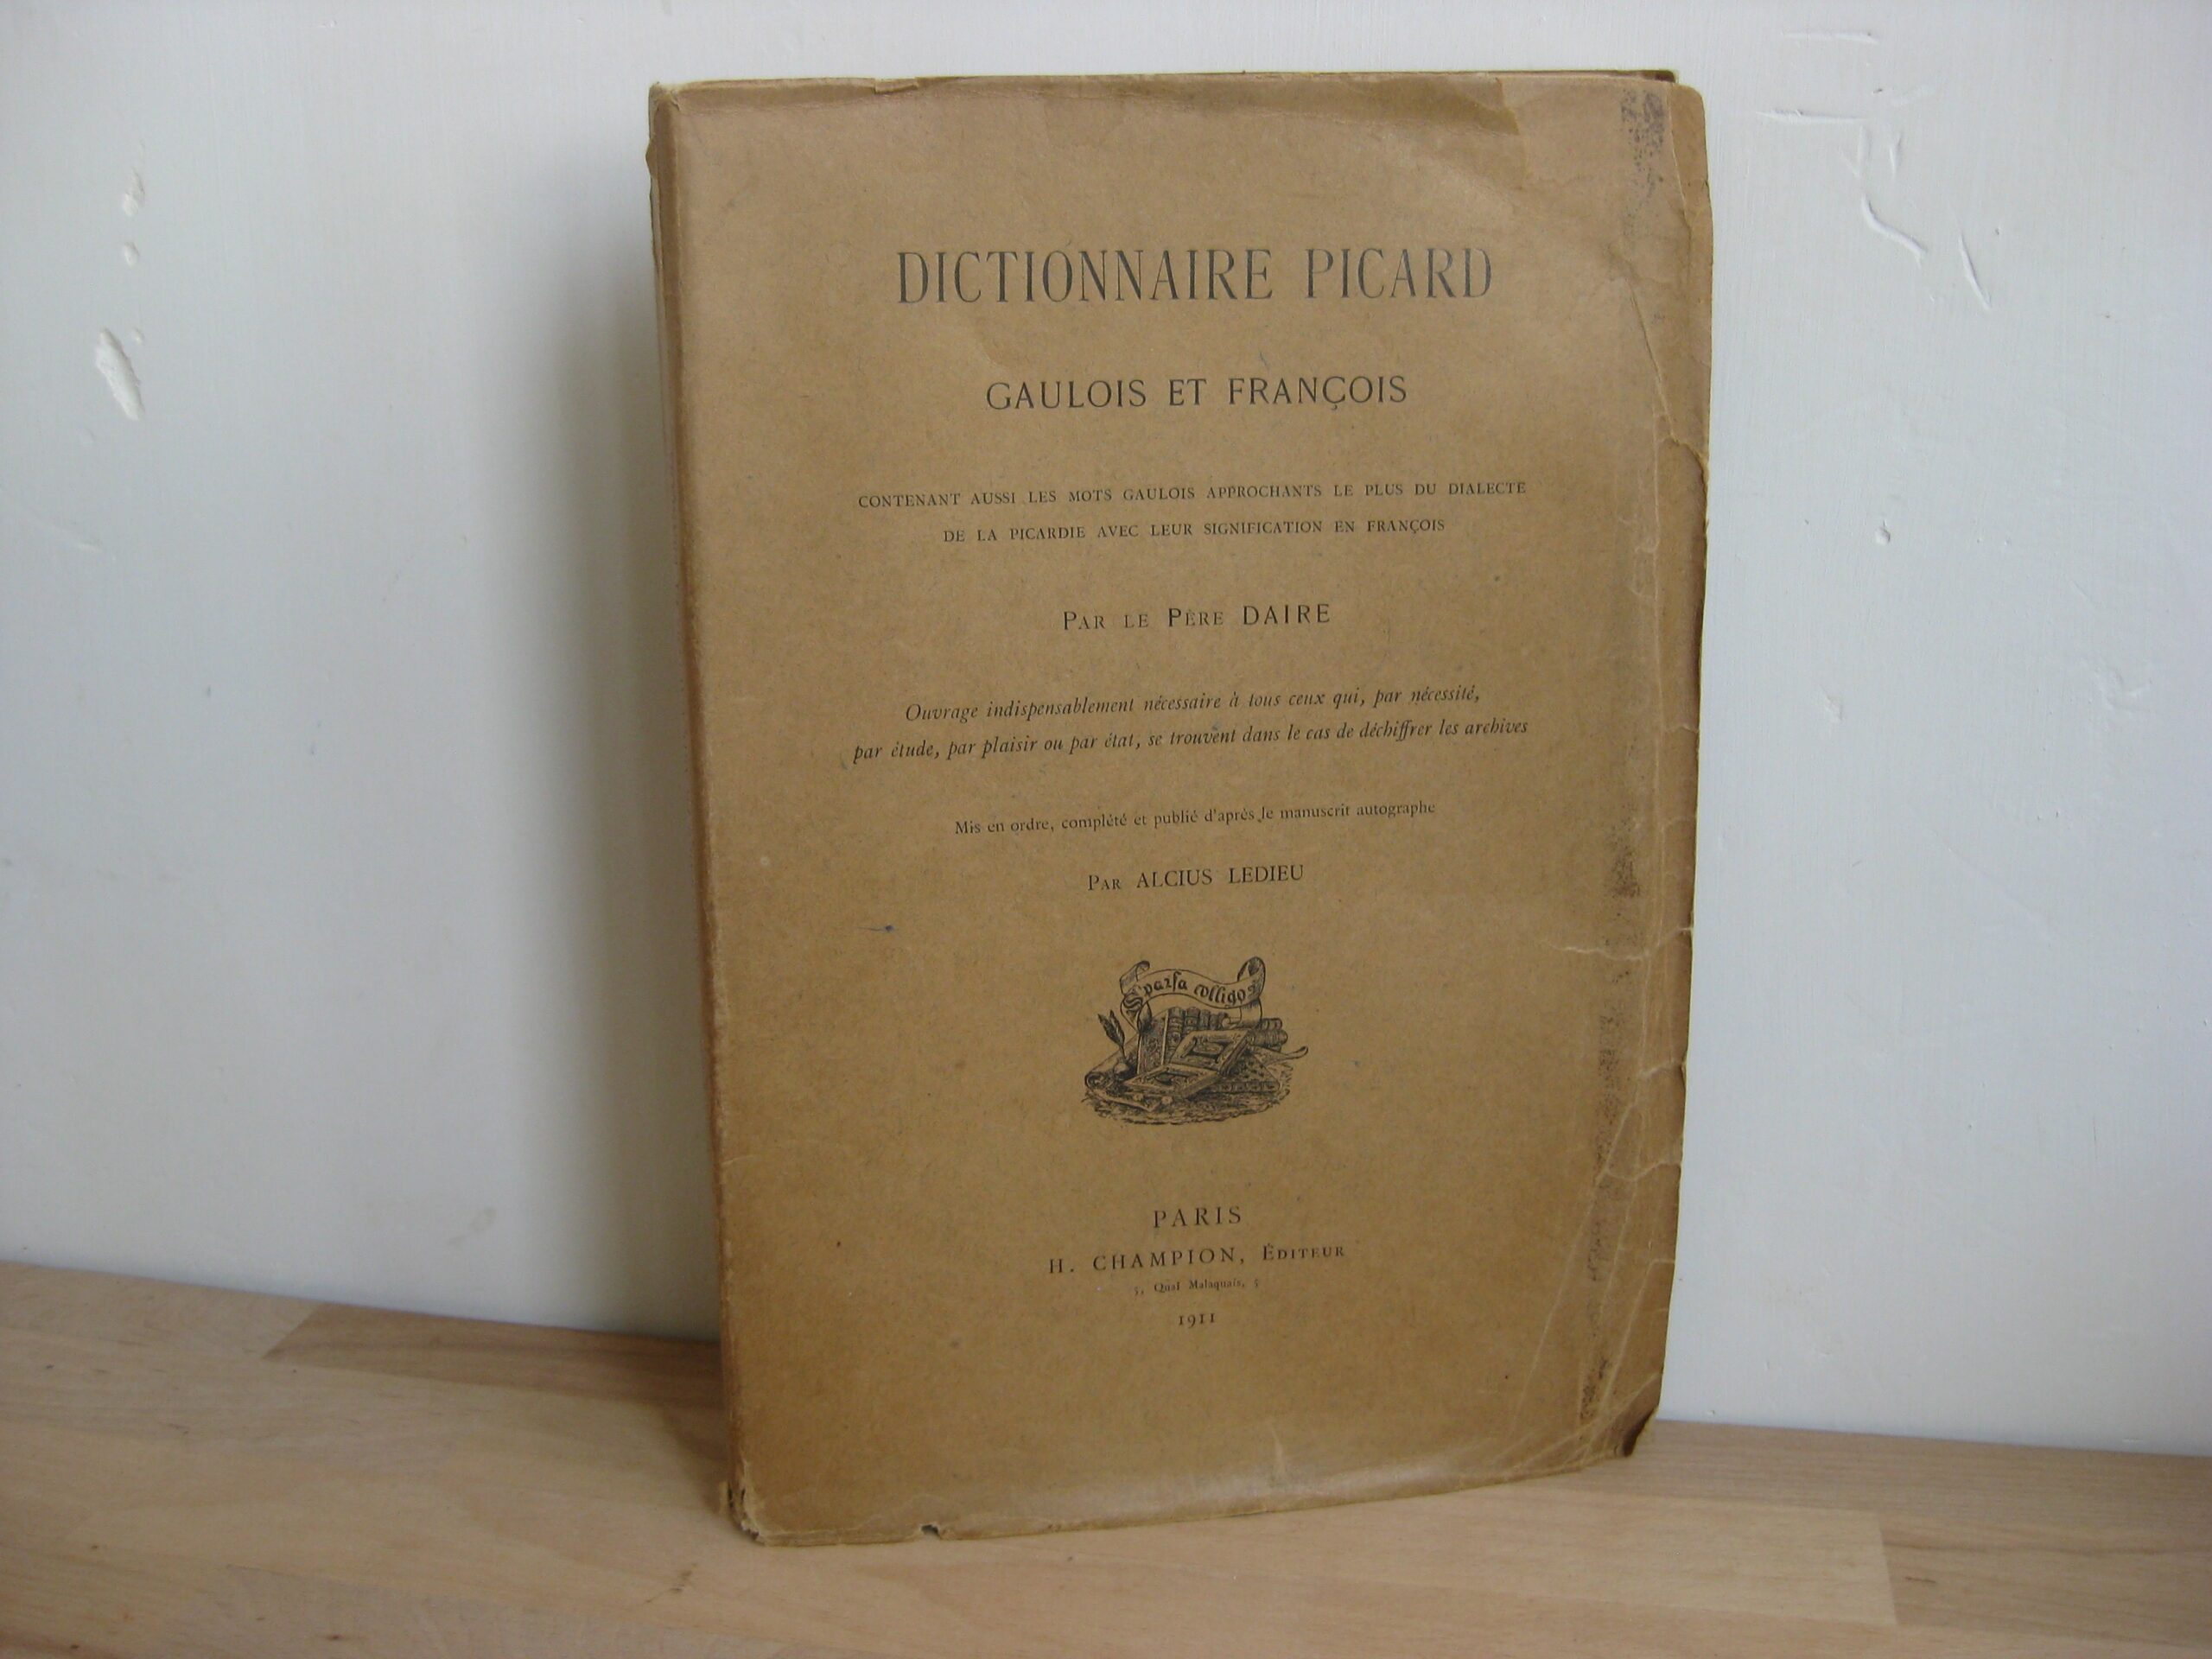 DICTIONNAIRE PICARD
GAULOIS ET FRANÇOIS
CONTENANT AUSSI LES MOTS GAULOIS APPROCHANTS LE PLUS DU DIALECTE
DE LA PICARDIE AVEC LEUR SIGNIFICATION EN FRANÇOIS
PAR LE PÈRE DAIRE
Ouvrage indispensablement nécessaire à tous ceux qui, par nécessité,
par étude, par plaisir ou par état, se trouvent dans le cas de déchiffrer les archives
Mis en ordre, complété et publié d'après le manuscrit autographe
PAR ALCIUS LEDIEU
Sparsa colligo
PARIS
H. CHAMPION, ÉDITEUR
5, Quai Malaquais, 5
1911